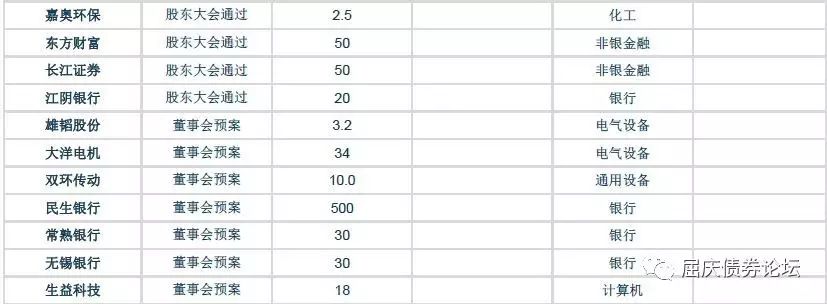 嘉奥环保 股东大会通过 2.5 化工
东方财富 股东大会通过 50 非银金融
长江证券 股东大会通过 50 非银金融
江阴银行 股东大会通过 20 银行
雄韬股份 董事会预案 3.2 电气设备
大洋电机 董事会预案 34 电气设备
双环传动 董事会预案 10.0 通用设备
民生银行 董事会预案 500 银行
常熟银行 董事会预案 30 银行
无锡银行 董事会预案 30 银行
屈庆债券论坛
生益科技 董事会预案 18 计算机